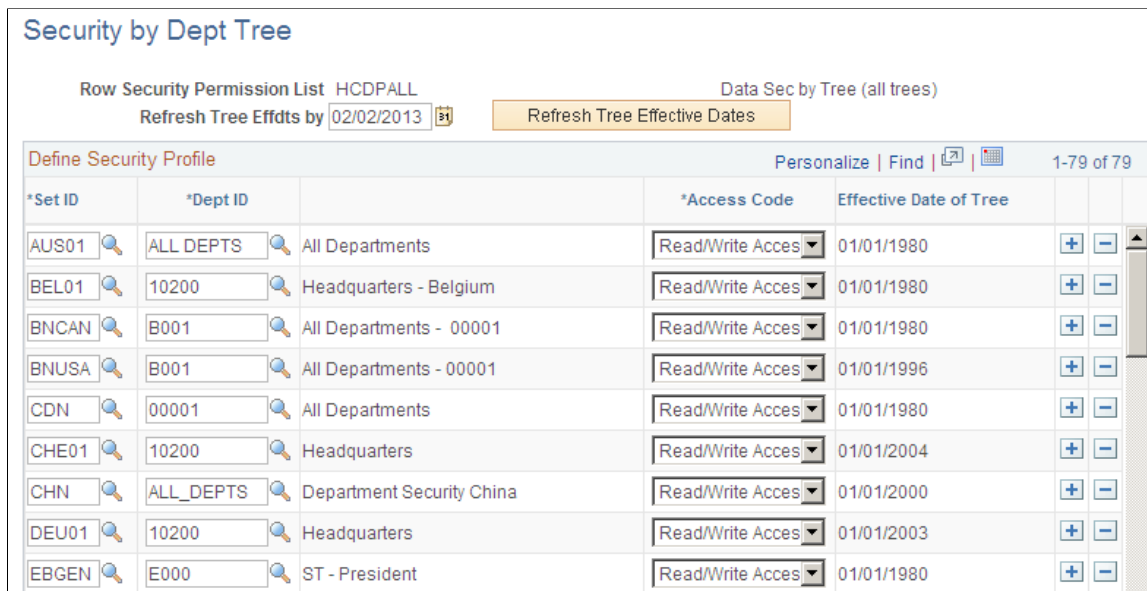 Security by Dept Tree
Row Security Permission List HCDPALL Data Sec by Tree (all trees)
Refresh Tree Effdts by 02/02/2013 31 Refresh Tree Effective Dates
Define Security Profile Personalize | Find | | 1-79 of 79
*Set ID *Dept ID *Access Code Effective Date of Tree
AUS01 ALL DEPTS All Departments Read/Write Acces 01/01/1980
BEL01 10200 Headquarters - Belgium Read/Write Acces 01/01/1980
BNCAN B001 All Departments - 00001 Read/Write Acces 01/01/1980
BNUSA B001 All Departments - 00001 Read/Write Acces 01/01/1996
CDN 00001 All Departments Read/Write Acces 01/01/1980
CHE01 10200 Headquarters Read/Write Acces 01/01/2004
CHN ALL_DEPTS Department Security China Read/Write Acces 01/01/2000
DEU01 10200 Headquarters Read/Write Acces 01/01/2003
EBGEN E000 ST - President Read/Write Acces 01/01/1980